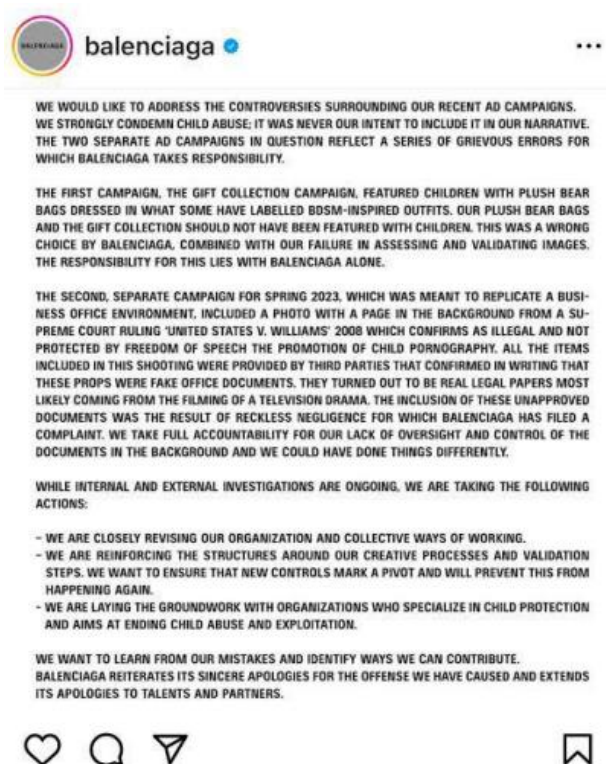 BALENCIAGA
balenciaga
WE WOULD LIKE TO ADDRESS THE CONTROVERSIES SURROUNDING OUR RECENT AD CAMPAIGNS.
WE STRONGLY CONDEMN CHILD ABUSE; IT WAS NEVER OUR INTENT TO INCLUDE IT IN OUR NARRATIVE.
THE TWO SEPARATE AD CAMPAIGNS IN QUESTION REFLECT A SERIES OF GRIEVOUS ERRORS FOR
WHICH BALENCIAGA TAKES RESPONSIBILITY.
THE FIRST CAMPAIGN, THE GIFT COLLECTION CAMPAIGN, FEATURED CHILDREN WITH PLUSH BEAR
BAGS DRESSED IN WHAT SOME HAVE LABELLED BDSM-INSPIRED OUTFITS. OUR PLUSH BEAR BAGS
AND THE GIFT COLLECTION SHOULD NOT HAVE BEEN FEATURED WITH CHILDREN. THIS WAS A WRONG
CHOICE BY BALENCIAGA, COMBINED WITH OUR FAILURE IN ASSESSING AND VALIDATING IMAGES.
THE RESPONSIBILITY FOR THIS LIES WITH BALENCIAGA ALONE.
THE SECOND, SEPARATE CAMPAIGN FOR SPRING 2023, WHICH WAS MEANT TO REPLICATE A BUSI-
NESS OFFICE ENVIRONMENT, INCLUDED A PHOTO WITH A PAGE IN THE BACKGROUND FROM A SU-
PREME COURT RULING 'UNITED STATES V. WILLIAMS' 2008 WHICH CONFIRMS AS ILLEGAL AND NOT
PROTECTED BY FREEDOM OF SPEECH THE PROMOTION OF CHILD PORNOGRAPHY. ALL THE ITEMS
INCLUDED IN THIS SHOOTING WERE PROVIDED BY THIRD PARTIES THAT CONFIRMED IN WRITING THAT
THESE PROPS WERE FAKE OFFICE DOCUMENTS. THEY TURNED OUT TO BE REAL LEGAL PAPERS MOST
LIKELY COMING FROM THE FILMING OF A TELEVISION DRAMA. THE INCLUSION OF THESE UNAPPROVED
DOCUMENTS WAS THE RESULT OF RECKLESS NEGLIGENCE FOR WHICH BALENCIAGA HAS FILED A
COMPLAINT. WE TAKE FULL ACCOUNTABILITY FOR OUR LACK OF OVERSIGHT AND CONTROL OF THE
DOCUMENTS IN THE BACKGROUND AND WE COULD HAVE DONE THINGS DIFFERENTLY.
WHILE INTERNAL AND EXTERNAL INVESTIGATIONS ARE ONGOING, WE ARE TAKING THE FOLLOWING
ACTIONS:
- WE ARE CLOSELY REVISING OUR ORGANIZATION AND COLLECTIVE WAYS OF WORKING.
- WE ARE REINFORCING THE STRUCTURES AROUND OUR CREATIVE PROCESSES AND VALIDATION
STEPS. WE WANT TO ENSURE THAT NEW CONTROLS MARK A PIVOT AND WILL PREVENT THIS FROM
HAPPENING AGAIN.
- WE ARE LAYING THE GROUNDWORK WITH ORGANIZATIONS WHO SPECIALIZE IN CHILD PROTECTION
AND AIMS AT ENDING CHILD ABUSE AND EXPLOITATION.
WE WANT TO LEARN FROM OUR MISTAKES AND IDENTIFY WAYS WE CAN CONTRIBUTE.
BALENCIAGA REITERATES ITS SINCERE APOLOGIES FOR THE OFFENSE WE HAVE CAUSED AND EXTENDS
ITS APOLOGIES TO TALENTS AND PARTNERS.